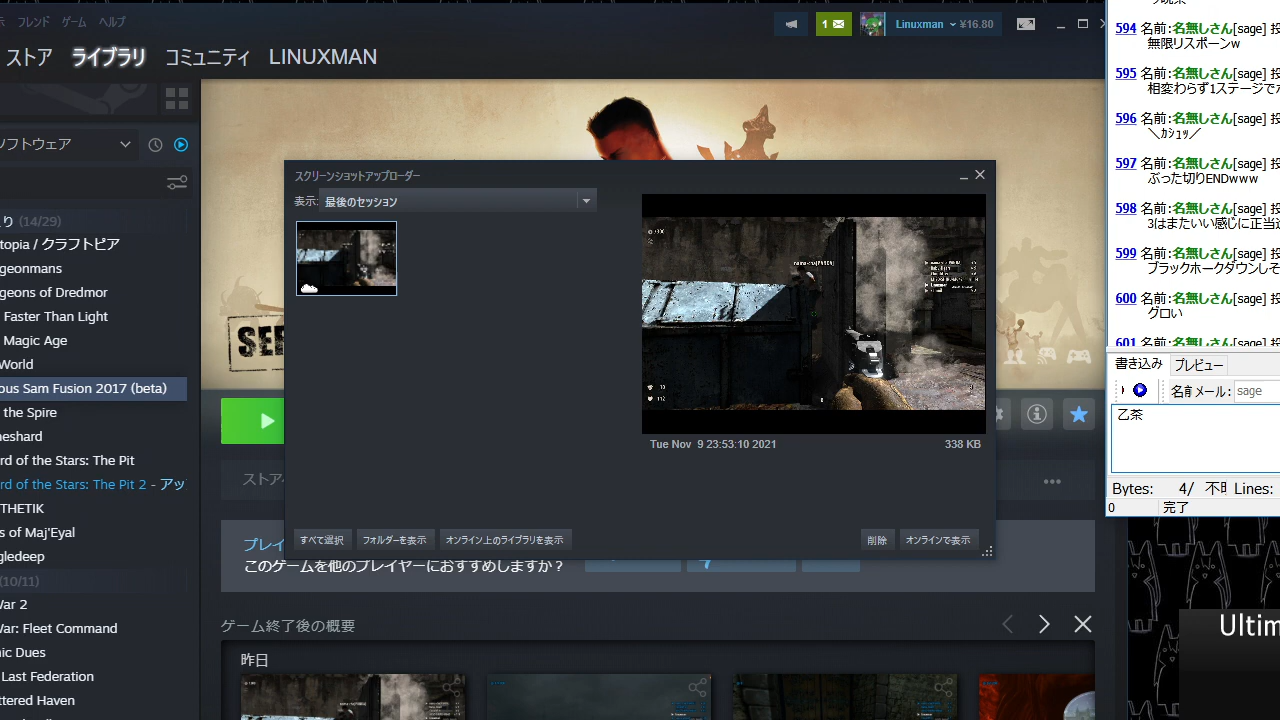 フレンド ゲーム ヘルプ
1
Linuxman ¥16.80
ストア ライブラリ コミュニティ LINUXMAN
フトウェア
り (14/29)
topia / クラフトピア
geonmans
geons of Dredmor
Faster Than Light
Magic Age
World
ous Sam Fusion 2017 (beta)
the Spire
neshard
rd of the Stars: The Pit
rd of the Stars: The Pit 2 - アッ
THETIK
s of Maj'Eyal
gledeep
(10/11)
Var 2
Var: Fleet Command
nic Dues
Last Federation
ttered Haven
SER
スクリーンショットアップローダー
表示: 最後のセッション
Tue Nov 9 23:53:10 2021 338 KB
すべて選択 フォルダーを表示 オンライン上のライブラリを表示 削除 オンラインで表示
ストア
プレイ
このゲームを他のプレイヤーにおすすめしますか？
ゲーム終了後の概要
昨日
594 名前:名無しさん[sage] 投
無限リスポーンw
595 名前:名無しさん[sage] 投
相変わらず1ステージで
596 名前:名無しさん[sage] 投
＼ｶｼｭｯ／
597 名前:名無しさん[sage] 投
ぶった切りENDwww
598 名前:名無しさん[sage] 投
3はまたいい感じに正当
599 名前:名無しさん[sage] 投
ブラックホークダウンしそ
600 名前:名無しさん[sage] 投
グロい
601 名前:名無しさん[sage] 投
書き込み プレビュー
名前 メール: sage
乙茶
Bytes: 4/ 不明 Lines:
0 完了
Ultim